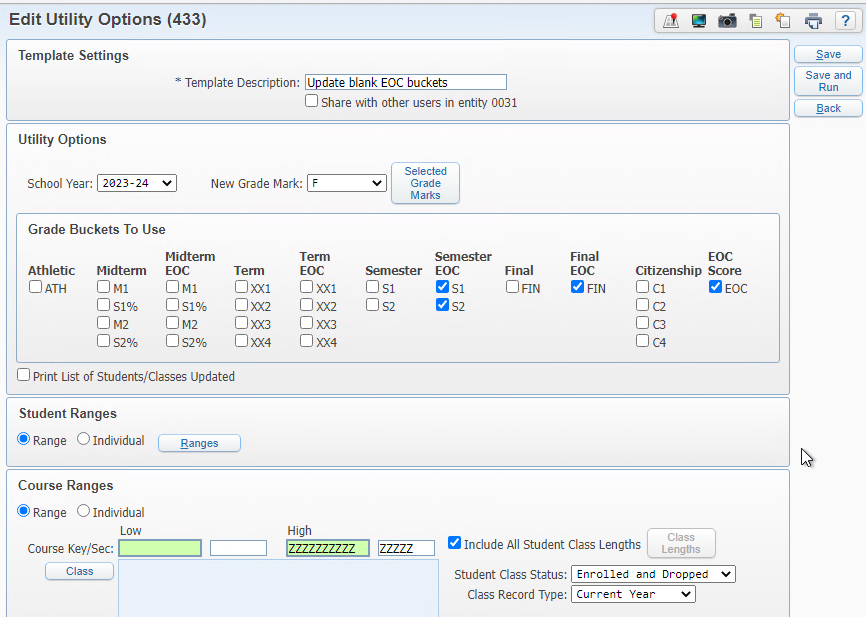 Edit Utility Options (433)
?
Template Settings
* Template Description: Update blank EOC buckets
Share with other users in entity 0031
Save
Save and Run
Back
Utility Options
School Year: 2023-24 New Grade Mark: F Selected Grade Marks
Grade Buckets To Use
Athletic Midterm Midterm EOC Term Term EOC Semester Semester EOC Final Final EOC Citizenship EOC Score
ATH M1 M1 XX1 XX1 S1 S1 FIN FIN C1 EOC
S1% S1% XX2 XX2 S2 S2 C2
M2 M2 XX3 XX3 C3
S2% S2% XX4 XX4 C4
Print List of Students/Classes Updated
Student Ranges
Range Individual Ranges
Course Ranges
Range Individual
Low High
Course Key/Sec: ZZZZZZZZZZ ZZZZZ Include All Student Class Lengths Class Lengths
Class
Student Class Status: Enrolled and Dropped
Class Record Type: Current Year